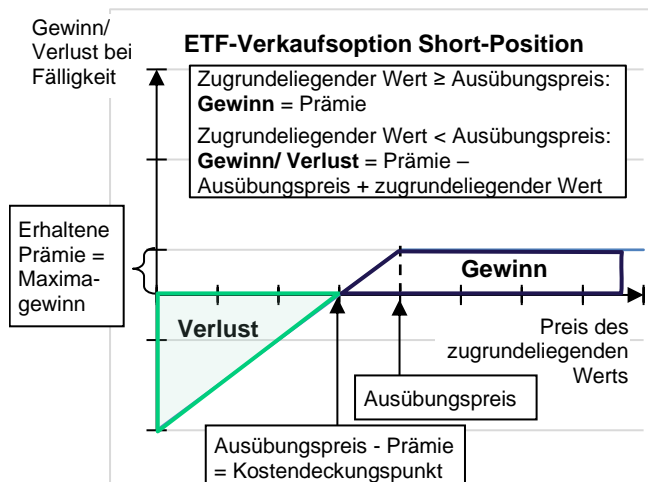 Gewinn/
Verlust bei
Fälligkeit
ETF-Verkaufsoption Short-Position
Zugrundeliegender Wert ≥ Ausübungspreis:
Gewinn = Prämie
Zugrundeliegender Wert < Ausübungspreis:
Gewinn/ Verlust = Prämie –
Ausübungspreis + zugrundeliegender Wert
Erhaltene
Prämie =
Maxima-
gewinn
Gewinn
Verlust
Preis des
zugrundeliegenden
Werts
Ausübungspreis
Ausübungspreis - Prämie
= Kostendeckungspunkt